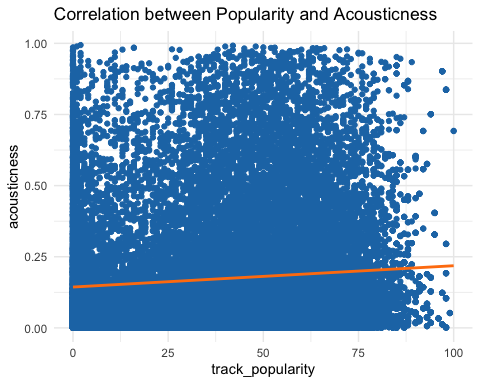 Correlation between Popularity and Acousticness
1.00
0.75
0.50
0.25
0.00
acousticness
0 25 50 75 100
track_popularity